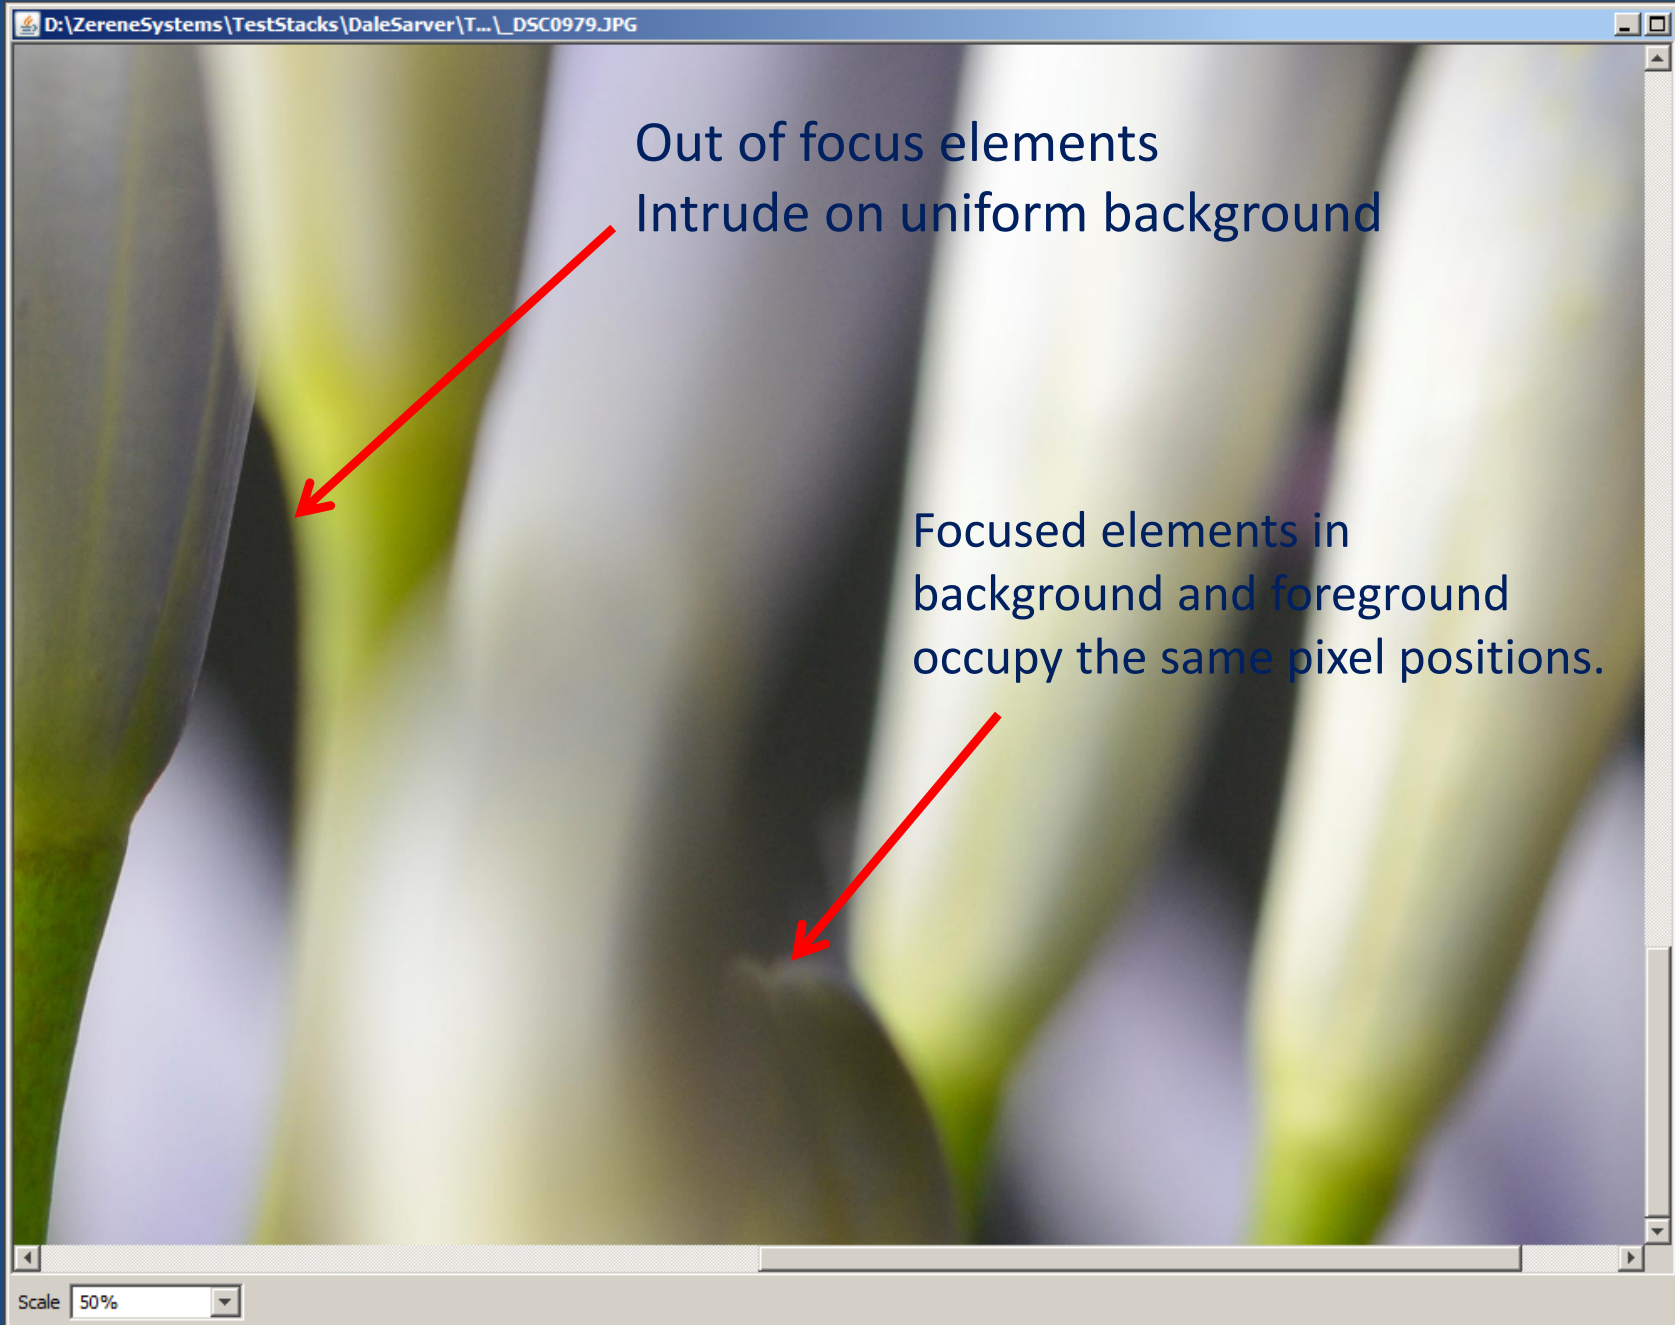 D:\ZereneSystems\TestStacks\DaleSarver\T...\_DSC0979.JPG
Out of focus elements
Intrude on uniform background
Focused elements in
background and foreground
occupy the same pixel positions.
Scale 50%